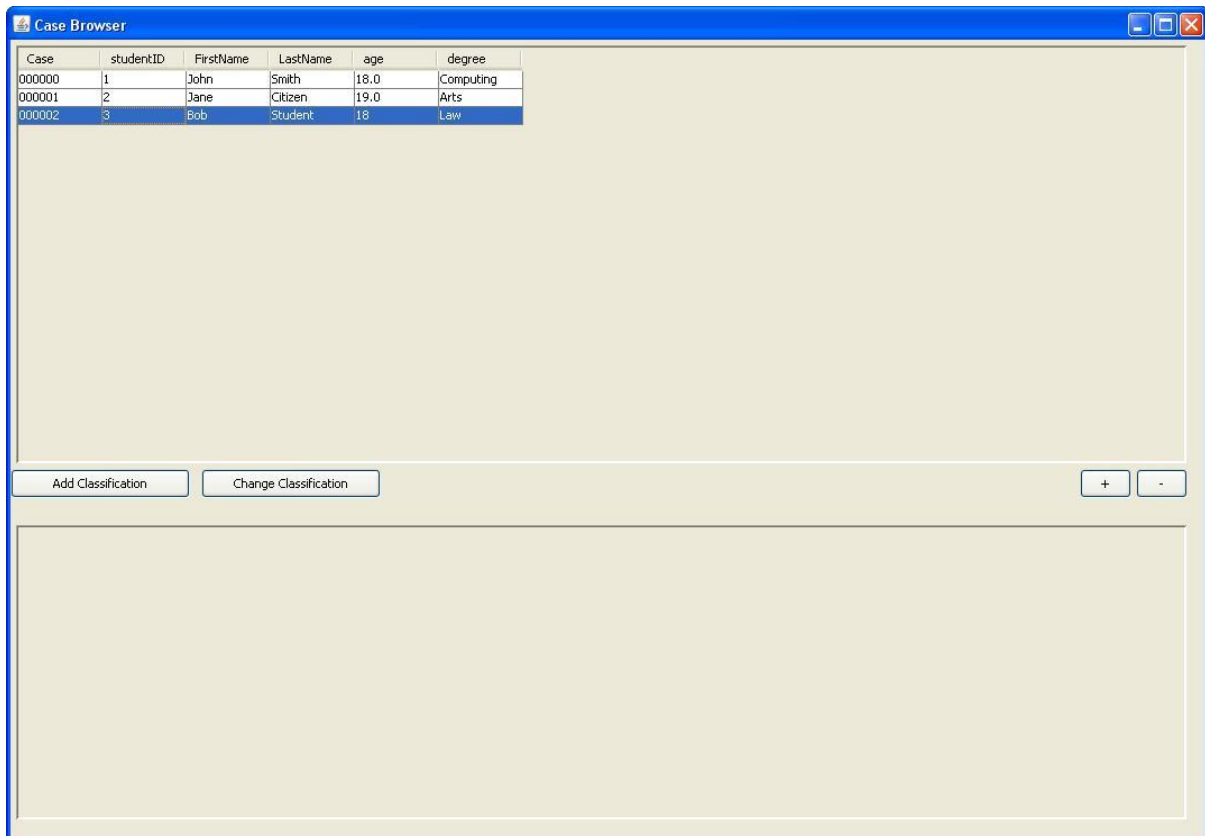 Case Browser
Case studentID FirstName LastName age degree
000000 1 John Smith 18.0 Computing
000001 2 Jane Citizen 19.0 Arts
000002 3 Bob Student 18 Law
Add Classification Change Classification + -